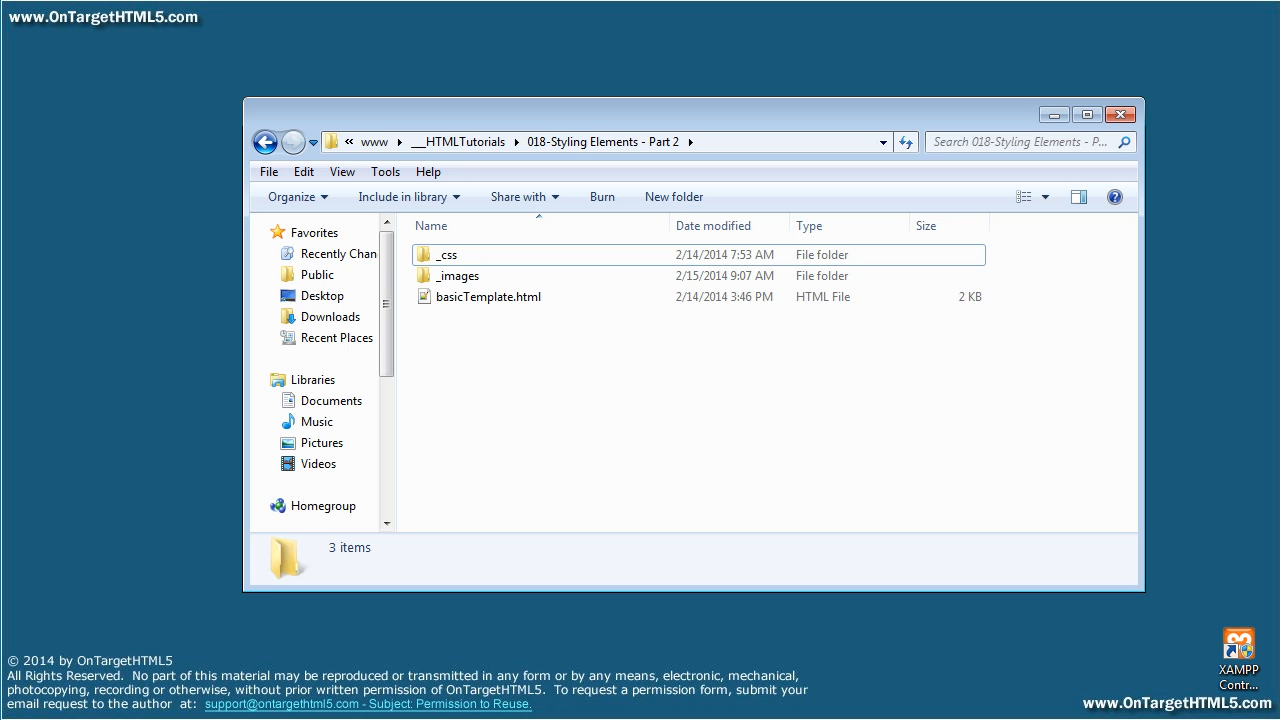 www.OnTargetHTML5.com
« www ▸ ___HTMLTutorials ▸ 018-Styling Elements - Part 2 ▸
Search 018-Styling Elements - P...
File Edit View Tools Help
Organize Include in library Share with Burn New folder
Name Date modified Type Size
Favorites
Recently Chan
Public
Desktop
Downloads
Recent Places
Libraries
Documents
Music
Pictures
Videos
Homegroup
_css 2/14/2014 7:53 AM File folder
_images 2/15/2014 9:07 AM File folder
basicTemplate.html 2/14/2014 3:46 PM HTML File 2 KB
3 items
XAMPP
Contr...
© 2014 by OnTargetHTML5
All Rights Reserved. No part of this material may be reproduced or transmitted in any form or by any means, electronic, mechanical,
photocopying, recording or otherwise, without prior written permission of OnTargetHTML5. To request a permission form, submit your
email request to the author at: support@ontargethtml5.com - Subject: Permission to Reuse.
www.OnTargetHTML5.com